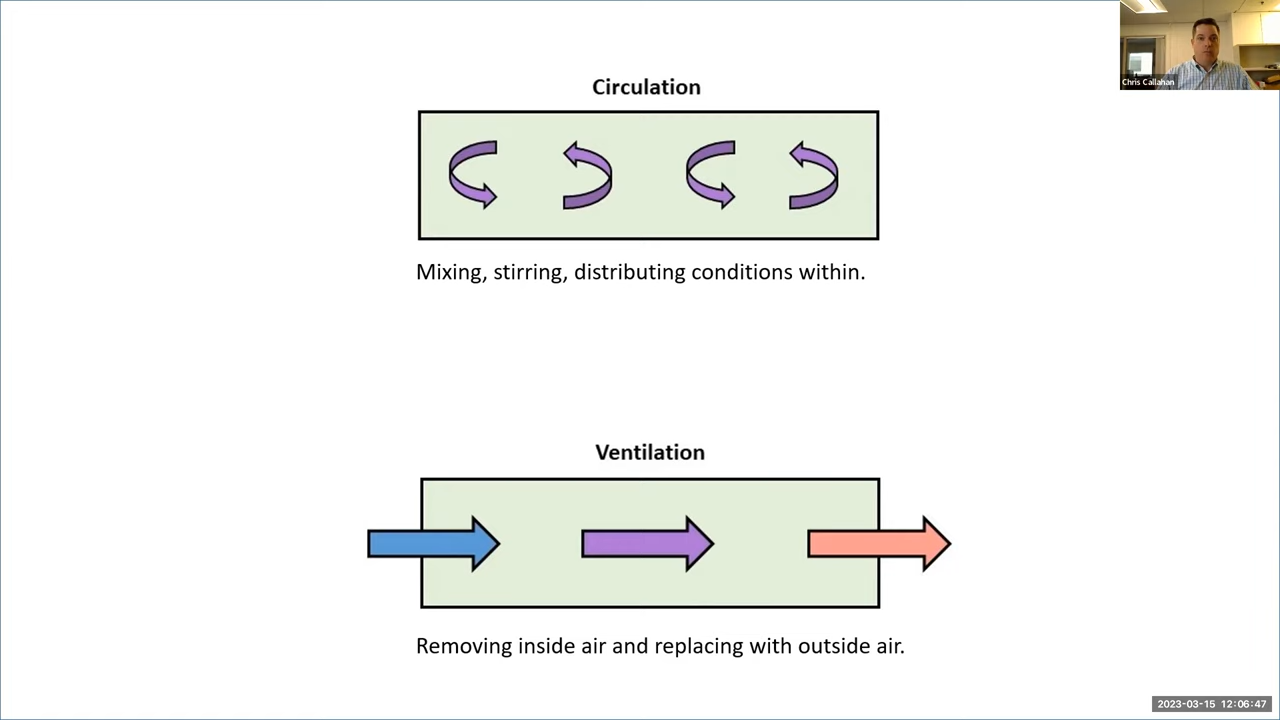 Chris Callahan
Circulation
Mixing, stirring, distributing conditions within.
Ventilation
Removing inside air and replacing with outside air.
2023-03-15 12:06:47